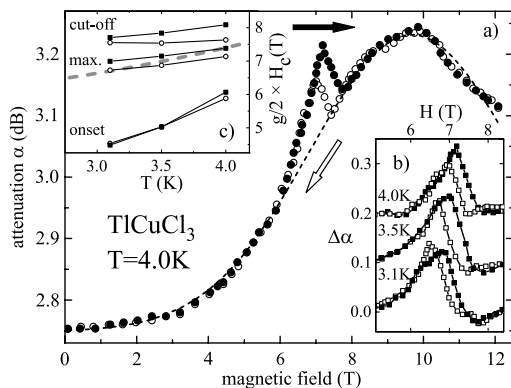 cut-off
max.
onset
c)
3.0
3.5
4.0
T (K)
8
7
6
5
g/2 × H_c(T)
a)
3.2
3.1
3.0
2.9
2.8
attenuation α (dB)
TlCuCl₃
T=4.0K
H (T)
6
7
8
b)
0.3
0.2
0.1
0.0
Δα
4.0K
3.5K
3.1K
0
2
4
6
8
10
12
magnetic field (T)